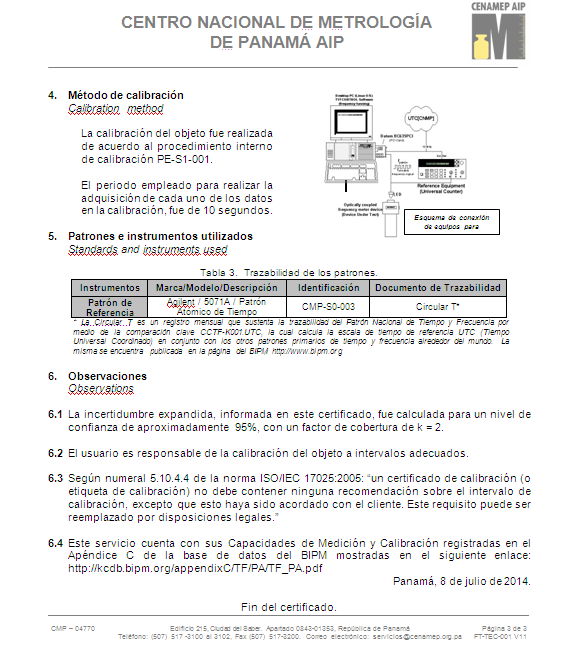 CENTRO NACIONAL DE METROLOGÍA
DE PANAMÁ AIP
CENAMEP AIP
4. Método de calibración
Calibration method
La calibración del objeto fue realizada
de acuerdo al procedimiento interno
de calibración PE-S1-001.
El periodo empleado para realizar la
adquisición de cada uno de los datos
en la calibración, fue de 10 segundos.
UTC(CNMP)
Datum BC635PCI
Reference Equipment
(Universal Counter)
LED
Optically coupled
frequency meter device
(Device Under Test)
Esquema de conexión
de equipos para
5. Patrones e instrumentos utilizados
Standards and instruments used
Tabla 3. Trazabilidad de los patrones.
Instrumentos Marca/Modelo/Descripción Identificación Documento de Trazabilidad
Patrón de Referencia Agilent / 5071A / Patrón Atómico de Tiempo CMP-S0-003 Circular T*
* La Circular T es un registro mensual que sustenta la trazabilidad del Patrón Nacional de Tiempo y Frecuencia por
medio de la comparación clave CCTF-K001.UTC, la cual calcula la escala de tiempo de referencia UTC (Tiempo
Universal Coordinado) en conjunto con los otros patrones primarios de tiempo y frecuencia alrededor del mundo. La
misma se encuentra publicada en la página del BIPM http://www.bipm.org
6. Observaciones
Observations
6.1 La incertidumbre expandida, informada en este certificado, fue calculada para un nivel de
confianza de aproximadamente 95%, con un factor de cobertura de k = 2.
6.2 El usuario es responsable de la calibración del objeto a intervalos adecuados.
6.3 Según numeral 5.10.4.4 de la norma ISO/IEC 17025:2005: “un certificado de calibración (o
etiqueta de calibración) no debe contener ninguna recomendación sobre el intervalo de
calibración, excepto que esto haya sido acordado con el cliente. Este requisito puede ser
reemplazado por disposiciones legales.”
6.4 Este servicio cuenta con sus Capacidades de Medición y Calibración registradas en el
Apéndice C de la base de datos del BIPM mostradas en el siguiente enlace:
http://kcdb.bipm.org/appendixC/TF/PA/TF_PA.pdf
Panamá, 8 de julio de 2014.
Fin del certificado.
CMP – 04770 Edificio 215, Ciudad del Saber. Apartado 0843-01353, República de Panamá Página 3 de 3
Teléfono: (507) 517 -3100 al 3102, Fax (507) 517-3200. Correo electrónico: servicios@cenamep.org.pa FT-TEC-001 V11